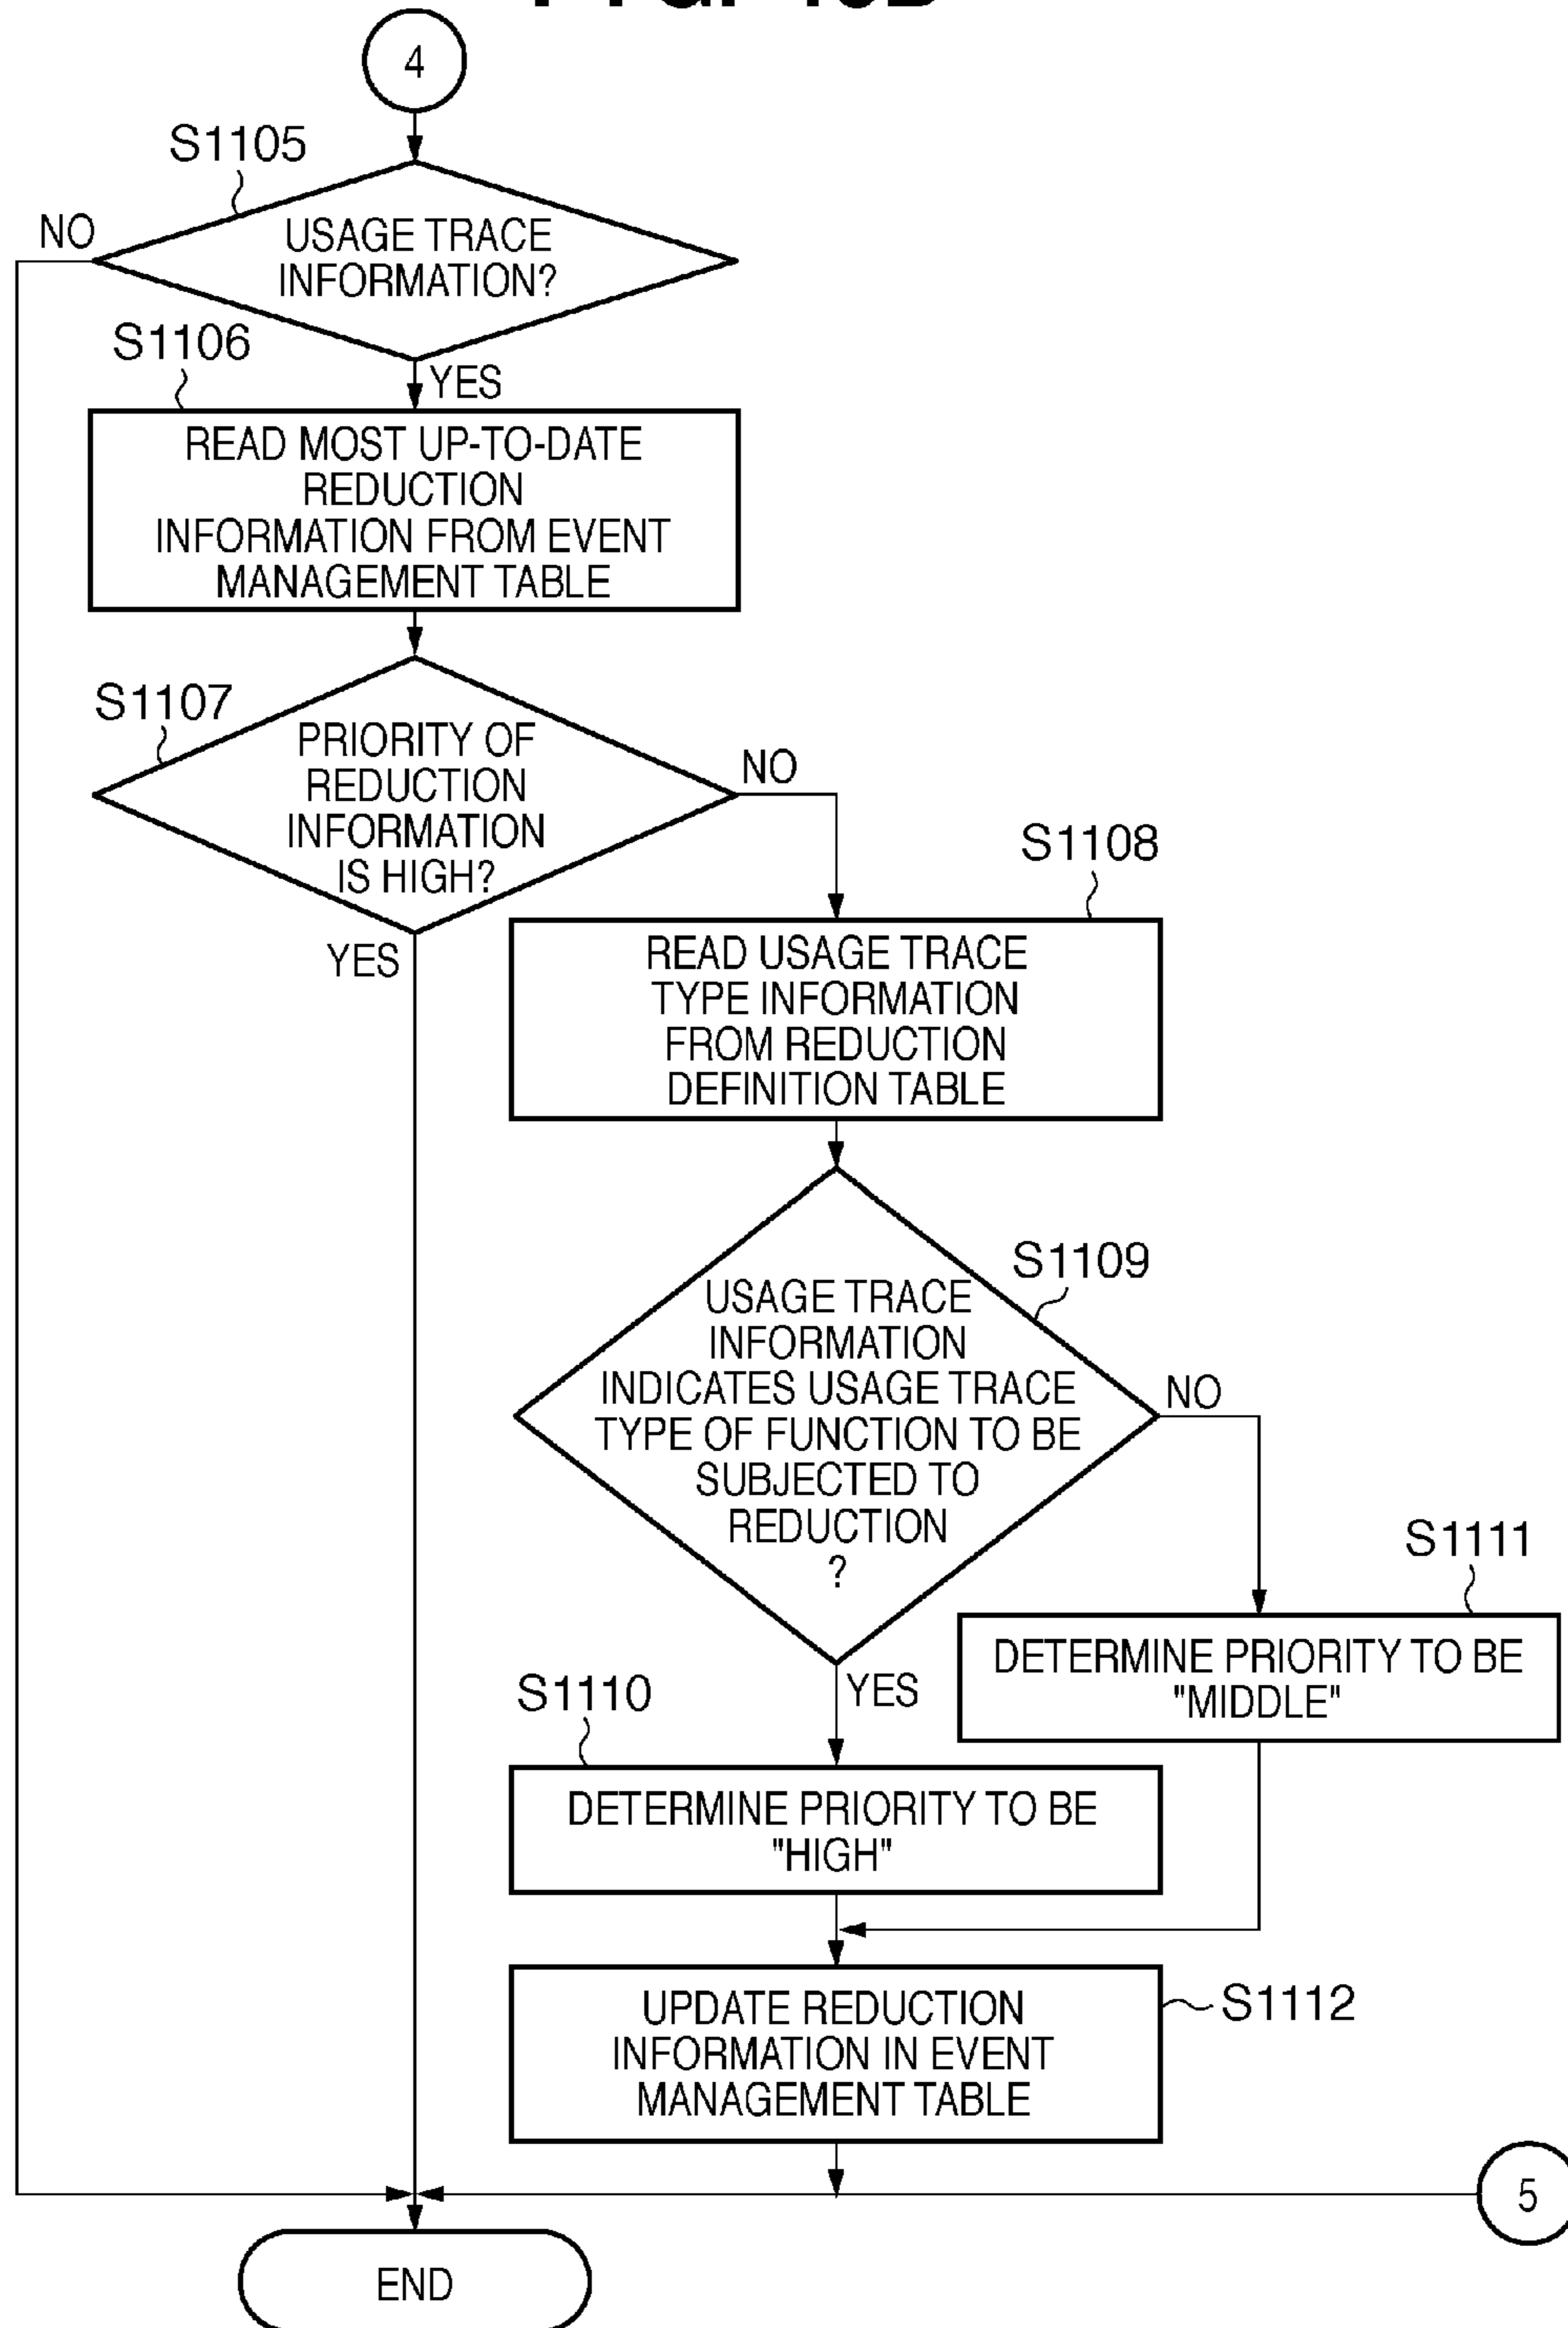 4
S1105
NO
USAGE TRACE
INFORMATION?
S1106
YES
READ MOST UP-TO-DATE
REDUCTION
INFORMATION FROM EVENT
MANAGEMENT TABLE
S1107
PRIORITY OF
REDUCTION
INFORMATION
IS HIGH?
NO
YES
S1108
READ USAGE TRACE
TYPE INFORMATION
FROM REDUCTION
DEFINITION TABLE
S1109
USAGE TRACE
INFORMATION
INDICATES USAGE TRACE
TYPE OF FUNCTION TO BE
SUBJECTED TO
REDUCTION
?
NO
S1111
DETERMINE PRIORITY TO BE
"MIDDLE"
YES
S1110
DETERMINE PRIORITY TO BE
"HIGH"
UPDATE REDUCTION
INFORMATION IN EVENT
MANAGEMENT TABLE
S1112
5
END